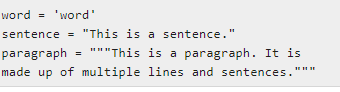 word = 'word'
sentence = "This is a sentence."
paragraph = """This is a paragraph. It is
made up of multiple lines and sentences."""